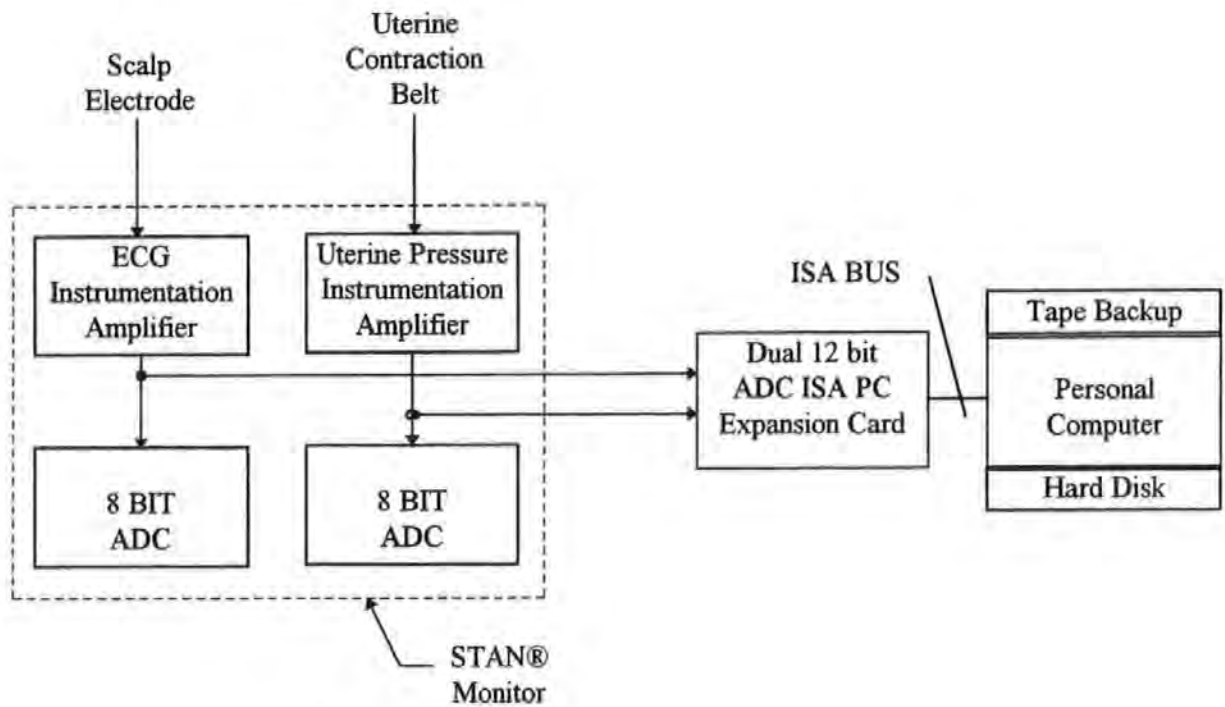 Scalp
Electrode
Uterine
Contraction
Belt
ECG
Instrumentation
Amplifier
Uterine Pressure
Instrumentation
Amplifier
8 BIT
ADC
8 BIT
ADC
STAN®
Monitor
Dual 12 bit
ADC ISA PC
Expansion Card
ISA BUS
Tape Backup
Personal
Computer
Hard Disk